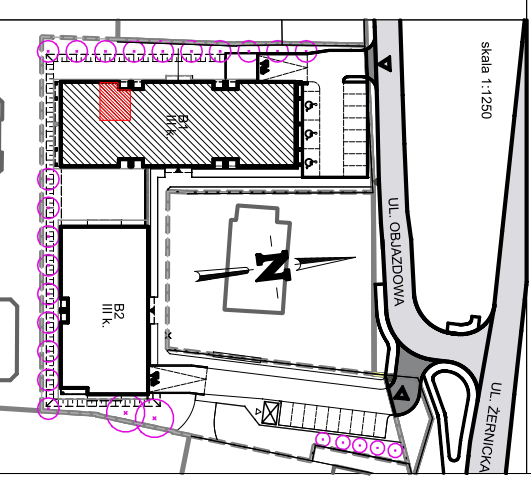 skala 1:1250
B1
III k.
UL. OBJAZDOWA
N
B2
III k.
UL. ŻERNICKA